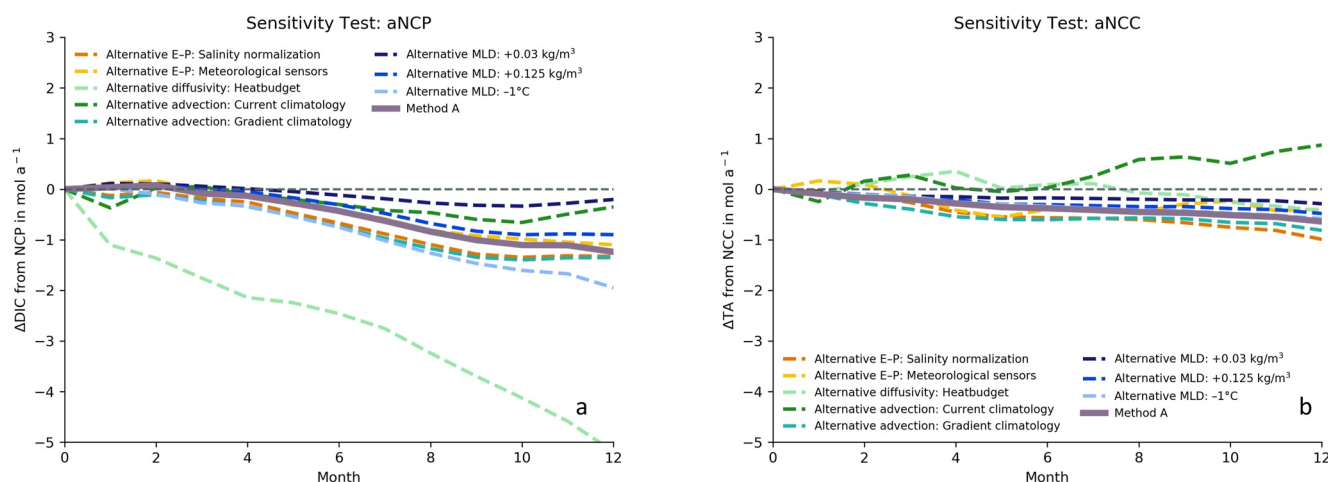 Sensitivity Test: aNCP
ΔDIC from NCP in mol a⁻¹
3
2
1
0
−1
−2
−3
−4
−5
Alternative E–P: Salinity normalization
Alternative E–P: Meteorological sensors
Alternative diffusivity: Heatbudget
Alternative advection: Current climatology
Alternative advection: Gradient climatology
Alternative MLD: +0.03 kg/m³
Alternative MLD: +0.125 kg/m³
Alternative MLD: –1°C
Method A
a
0
2
4
6
8
10
12
Month
Sensitivity Test: aNCC
ΔTA from NCC in mol a⁻¹
3
2
1
0
−1
−2
−3
−4
−5
Alternative E–P: Salinity normalization
Alternative E–P: Meteorological sensors
Alternative diffusivity: Heatbudget
Alternative advection: Current climatology
Alternative advection: Gradient climatology
Alternative MLD: +0.03 kg/m³
Alternative MLD: +0.125 kg/m³
Alternative MLD: –1°C
Method A
b
0
2
4
6
8
10
12
Month